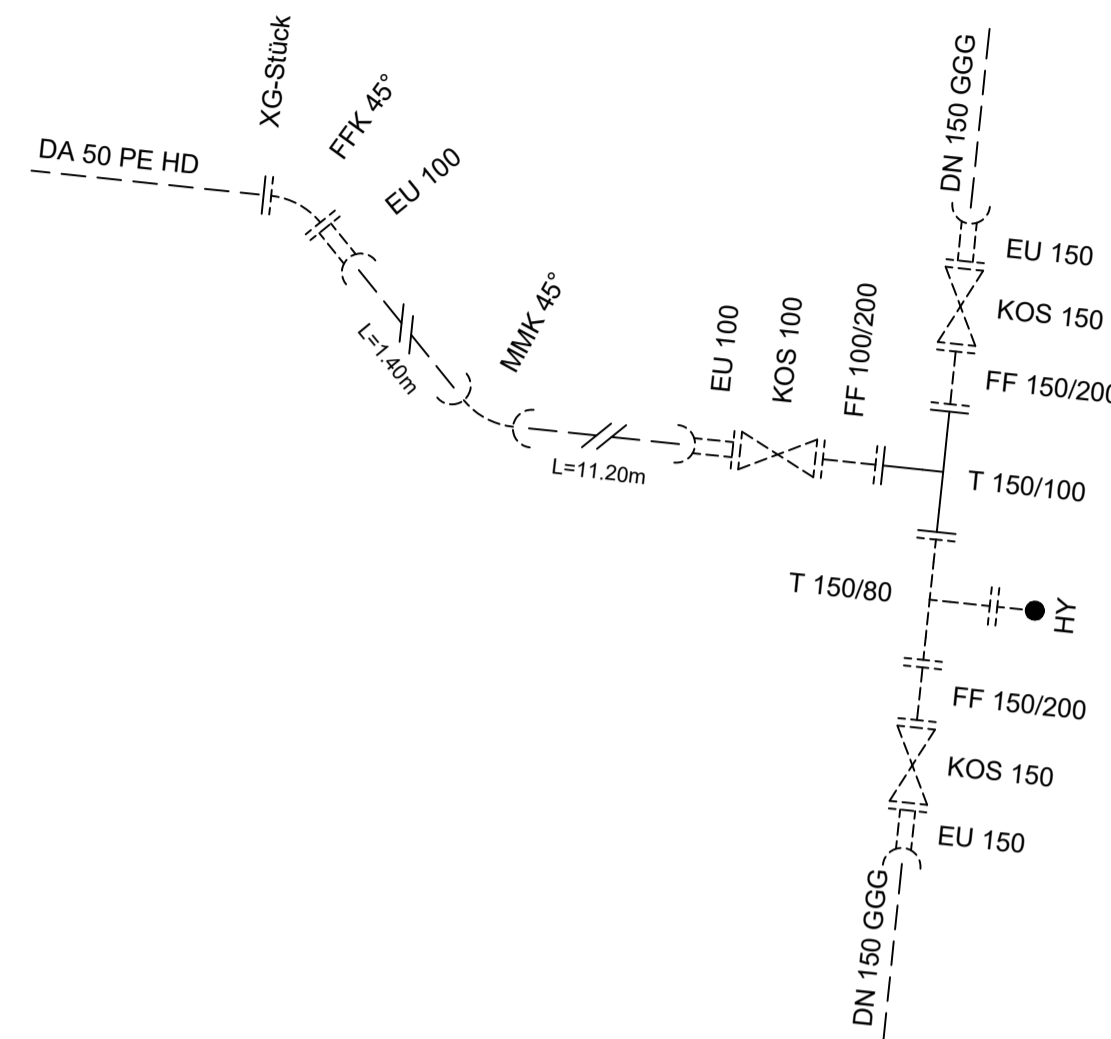 XG-Stück
FFK 45°
DN 150 GGG
DA 50 PE HD
EU 100
EU 150
MMK 45°
EU 100
KOS 100
FF 100/200
KOS 150
L=1.40m
FF 150/200
L=11.20m
T 150/100
T 150/80
HY
FF 150/200
KOS 150
EU 150
DN 150 GGG